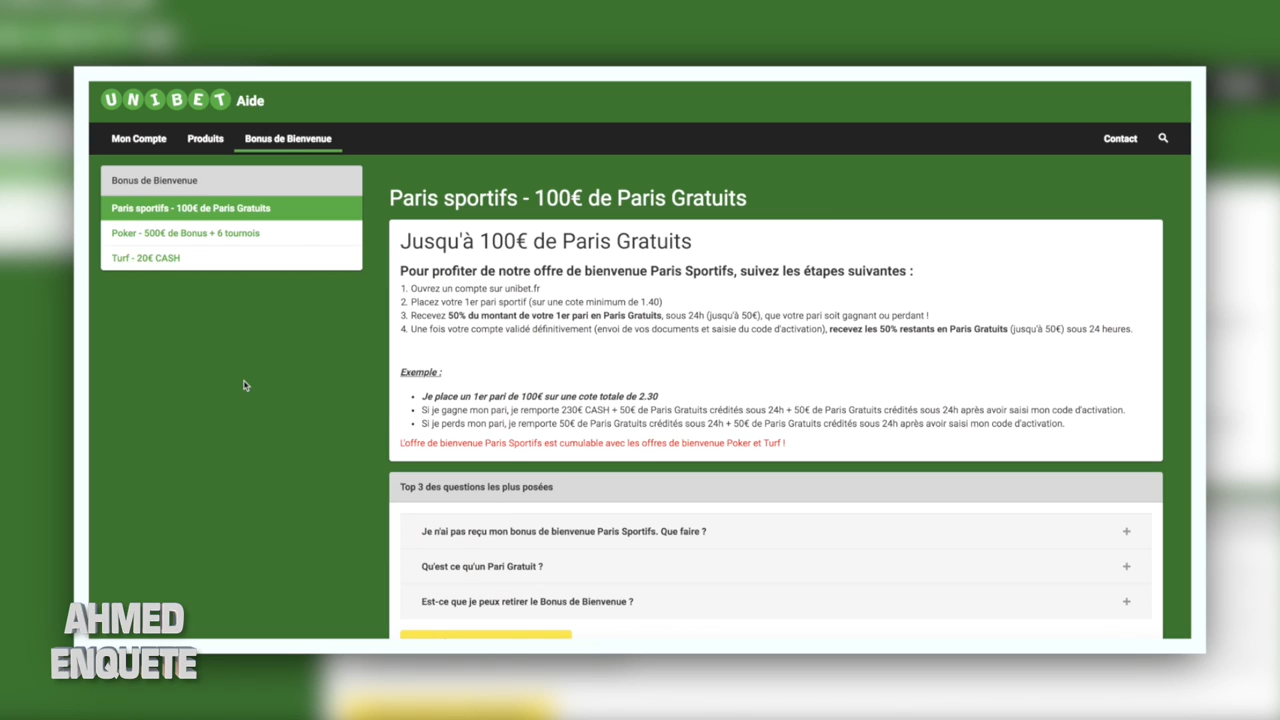 UNIBET Aide
Mon Compte Produits Bonus de Bienvenue Contact
Bonus de Bienvenue
Paris sportifs - 100€ de Paris Gratuits
Poker - 500€ de Bonus + 6 tournois
Turf - 20€ CASH
Paris sportifs - 100€ de Paris Gratuits
Jusqu'à 100€ de Paris Gratuits
Pour profiter de notre offre de bienvenue Paris Sportifs, suivez les étapes suivantes :
1. Ouvrez un compte sur unibet.fr
2. Placez votre 1er pari sportif (sur une cote minimum de 1.40)
3. Recevez 50% du montant de votre 1er pari en Paris Gratuits, sous 24h (jusqu'à 50€), que votre pari soit gagnant ou perdant !
4. Une fois votre compte validé définitivement (envoi de vos documents et saisie du code d'activation), recevez les 50% restants en Paris Gratuits (jusqu'à 50€) sous 24 heures.
Exemple :
• Je place un 1er pari de 100€ sur une cote totale de 2.30
• Si je gagne mon pari, je remporte 230€ CASH + 50€ de Paris Gratuits crédités sous 24h + 50€ de Paris Gratuits crédités sous 24h après avoir saisi mon code d'activation.
• Si je perds mon pari, je remporte 50€ de Paris Gratuits crédités sous 24h + 50€ de Paris Gratuits crédités sous 24h après avoir saisi mon code d'activation.
L'offre de bienvenue Paris Sportifs est cumulable avec les offres de bienvenue Poker et Turf !
Top 3 des questions les plus posées
Je n'ai pas reçu mon bonus de bienvenue Paris Sportifs. Que faire ? +
Qu'est ce qu'un Pari Gratuit ? +
Est-ce que je peux retirer le Bonus de Bienvenue ? +
AHMED
ENQUETE